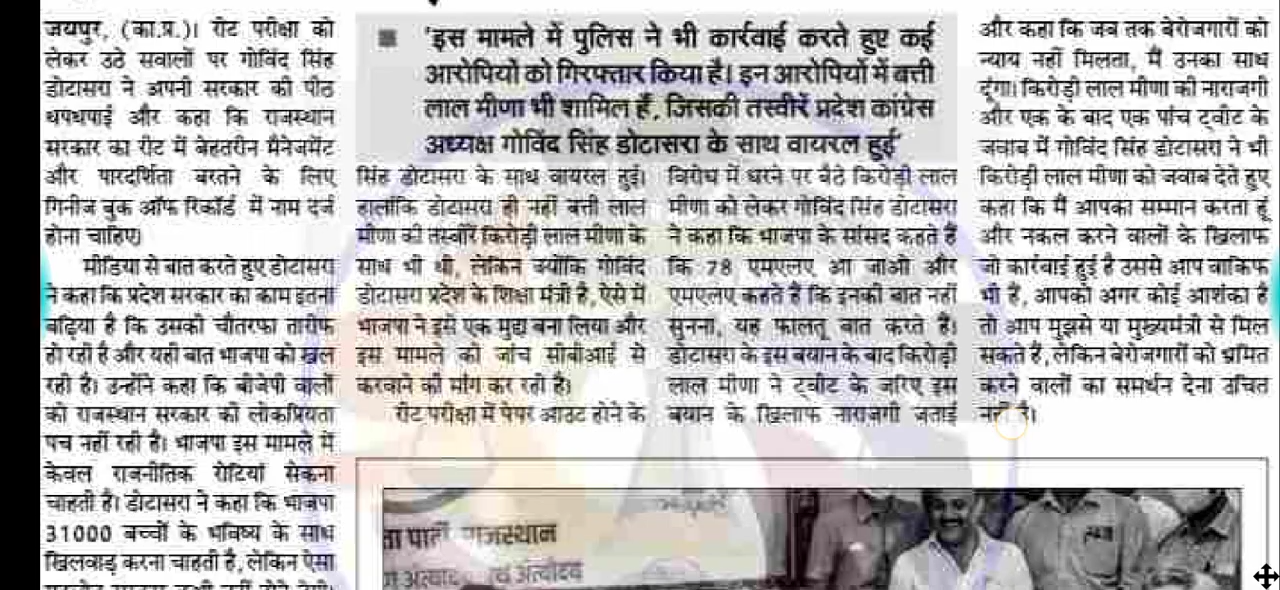 जयपुर, (का.प्र.)। रीट परीक्षा को
लेकर उठे सवालों पर गोविंद सिंह
डोटासरा ने अपनी सरकार की पीठ
थपथपाई और कहा कि राजस्थान
सरकार का रीट में बेहतरीन मैनेजमेंट
और पारदर्शिता बरतने के लिए
गिनीज बुक ऑफ रिकॉर्ड में नाम दर्ज
होना चाहिए।
मीडिया से बात करते हुए डोटासरा
ने कहा कि प्रदेश सरकार का काम इतना
बढ़िया है कि उसकी चौतरफा तारीफ
हो रही है और यही बात भाजपा को खल
रही है। उन्होंने कहा कि बीजेपी वालों
को राजस्थान सरकार की लोकप्रियता
पच नहीं रही है। भाजपा इस मामले में
केवल राजनीतिक रोटियां सेकना
चाहती है। डोटासरा ने कहा कि भाजपा
31000 बच्चों के भविष्य के साथ
खिलवाड़ करना चाहती है, लेकिन ऐसा
'इस मामले में पुलिस ने भी कार्रवाई करते हुए कई
आरोपियों को गिरफ्तार किया है। इन आरोपियों में बत्ती
लाल मीणा भी शामिल हैं, जिसकी तस्वीरें प्रदेश कांग्रेस
अध्यक्ष गोविंद सिंह डोटासरा के साथ वायरल हुई'
सिंह डोटासरा के साथ वायरल हुई।
हालांकि डोटासरा ही नहीं बत्ती लाल
मीणा की तस्वीरें किरोड़ी लाल मीणा के
साथ भी थी, लेकिन क्योंकि गोविंद
डोटासरा प्रदेश के शिक्षा मंत्री है, ऐसे में
भाजपा ने इसे एक मुद्दा बना लिया और
इस मामले की जांच सीबीआई से
करवाने की मांग कर रही है।
रीट परीक्षा में पेपर आउट होने के
विरोध में धरने पर बैठे किरोड़ी लाल
मीणा को लेकर गोविंद सिंह डोटासरा
ने कहा कि भाजपा के सांसद कहते हैं
कि 78 एमएलए आ जाओ और
एमएलए कहते हैं कि इनकी बात नहीं
सुनना, यह फालतू बात करते हैं।
डोटासरा के इस बयान के बाद किरोड़ी
लाल मीणा ने ट्वीट के जरिए इस
बयान के खिलाफ नाराजगी जताई
और कहा कि जब तक बेरोजगारों को
न्याय नहीं मिलता, मैं उनका साथ
दूंगा। किरोड़ी लाल मीणा की नाराजगी
और एक के बाद एक पांच ट्वीट के
जवाब में गोविंद सिंह डोटासरा ने भी
किरोड़ी लाल मीणा को जवाब देते हुए
कहा कि मैं आपका सम्मान करता हूं
और नकल करने वालों के खिलाफ
जो कार्रवाई हुई है उससे आप वाकिफ
भी हैं, आपको अगर कोई आशंका है
तो आप मुझसे या मुख्यमंत्री से मिल
सकते हैं, लेकिन बेरोजगारों को भ्रमित
करने वालों का समर्थन देना उचित
नहीं है।
ता पार्टी राजस्थान
अंत्योदय